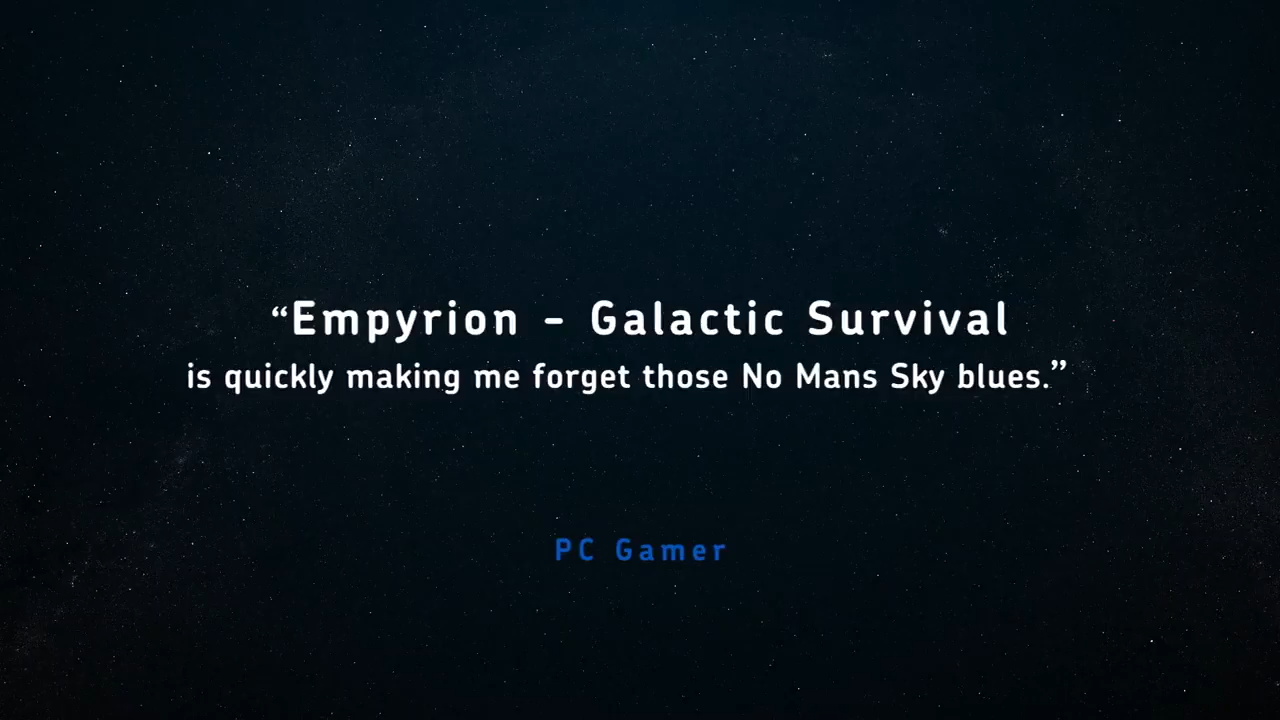 “Empyrion - Galactic Survival
is quickly making me forget those No Mans Sky blues.”
PC Gamer